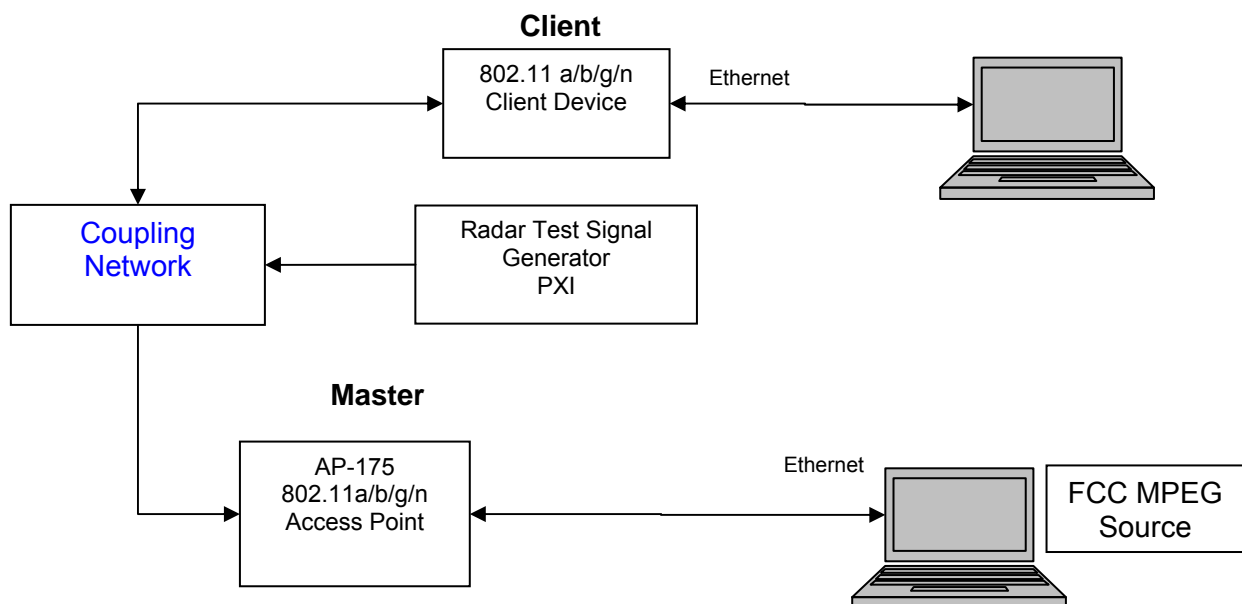 Client
802.11 a/b/g/n
Client Device
Ethernet
Coupling
Network
Radar Test Signal
Generator
PXI
Master
AP-175
802.11a/b/g/n
Access Point
Ethernet
FCC MPEG
Source